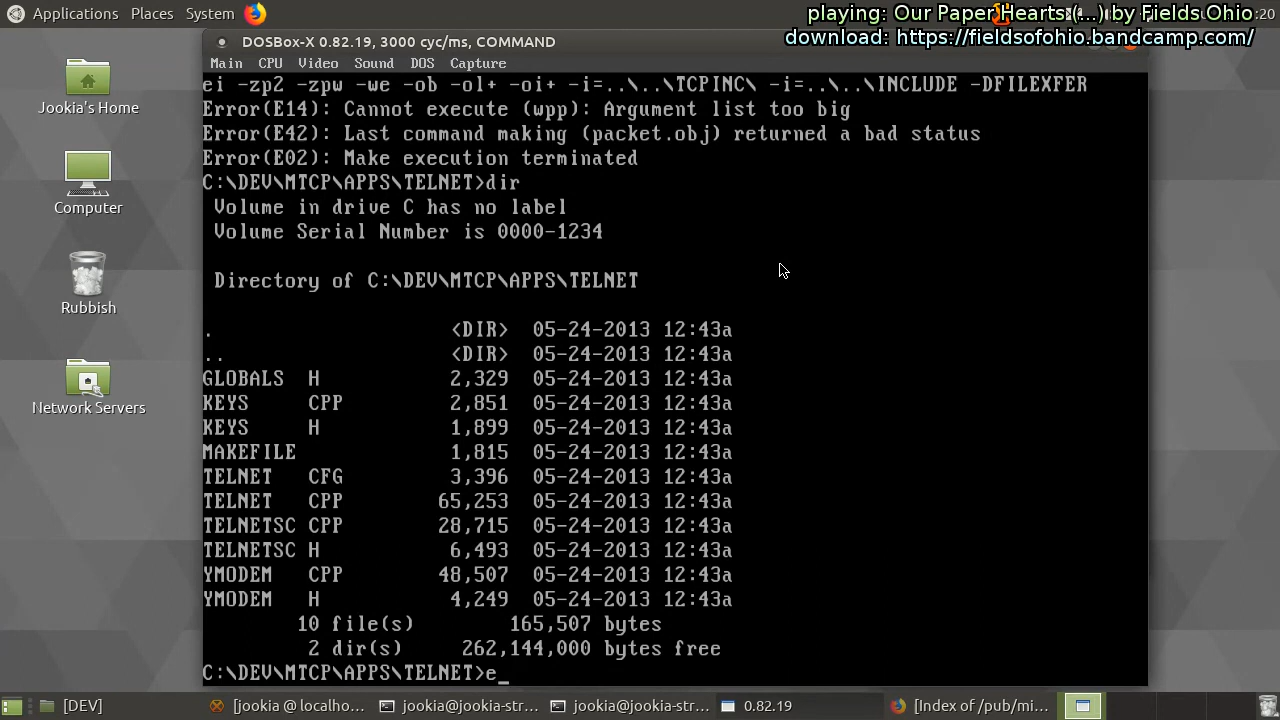 Applications Places System
playing: Our Paper Hearts (...) by Fields Ohio
:20
download: https://fieldsofohio.bandcamp.com/
DOSBox-X 0.82.19, 3000 cyc/ms, COMMAND
Main CPU Video Sound DOS Capture
Jookia's Home
Computer
Rubbish
Network Servers
ei -zp2 -zpw -we -ob -ol+ -oi+ -i=..\..\TCPINC\ -i=..\..\INCLUDE -DFILEXFER
Error(E14): Cannot execute (wpp): Argument list too big
Error(E42): Last command making (packet.obj) returned a bad status
Error(E02): Make execution terminated
C:\DEV\MTCP\APPS\TELNET>dir
Volume in drive C has no label
Volume Serial Number is 0000-1234
Directory of C:\DEV\MTCP\APPS\TELNET
. <DIR> 05-24-2013 12:43a
.. <DIR> 05-24-2013 12:43a
GLOBALS H 2,329 05-24-2013 12:43a
KEYS CPP 2,851 05-24-2013 12:43a
KEYS H 1,899 05-24-2013 12:43a
MAKEFILE 1,815 05-24-2013 12:43a
TELNET CFG 3,396 05-24-2013 12:43a
TELNET CPP 65,253 05-24-2013 12:43a
TELNETSC CPP 28,715 05-24-2013 12:43a
TELNETSC H 6,493 05-24-2013 12:43a
YMODEM CPP 48,507 05-24-2013 12:43a
YMODEM H 4,249 05-24-2013 12:43a
10 file(s) 165,507 bytes
2 dir(s) 262,144,000 bytes free
C:\DEV\MTCP\APPS\TELNET>e_
[DEV] [jookia @ localho... jookia@jookia-str... jookia@jookia-str... 0.82.19 [Index of /pub/mi...